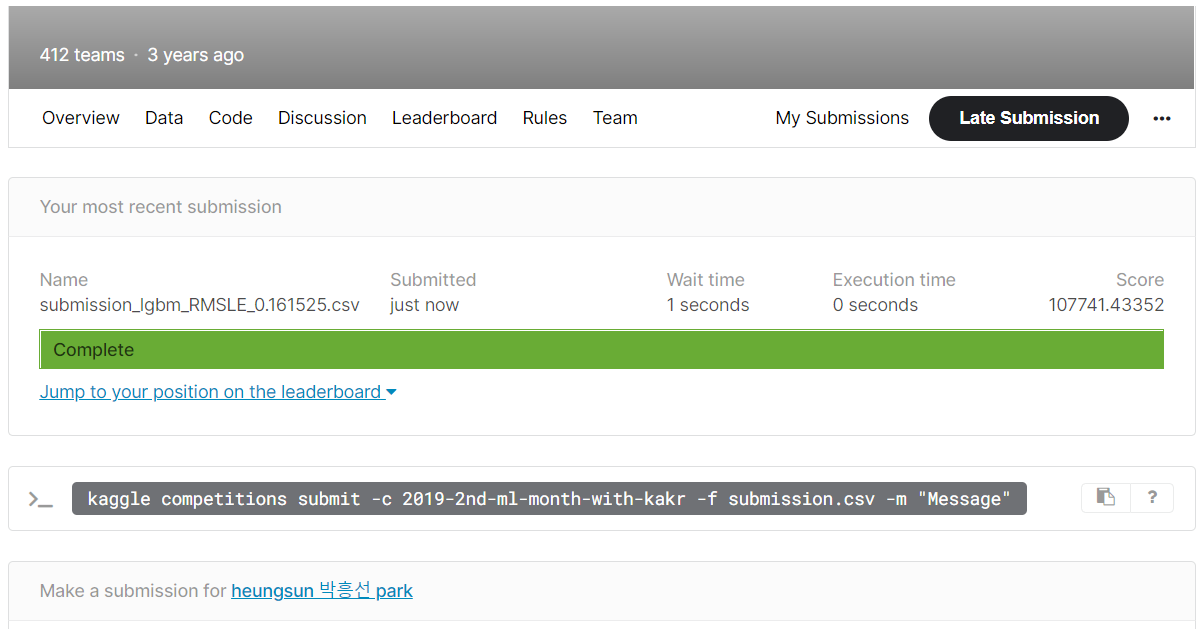 412 teams · 3 years ago
Overview Data Code Discussion Leaderboard Rules Team My Submissions Late Submission •••
Your most recent submission
Name Submitted Wait time Execution time Score
submission_lgbm_RMSLE_0.161525.csv just now 1 seconds 0 seconds 107741.43352
Complete
Jump to your position on the leaderboard
>_ kaggle competitions submit -c 2019-2nd-ml-month-with-kakr -f submission.csv -m "Message" ?
Make a submission for heungsun 박흥선 park